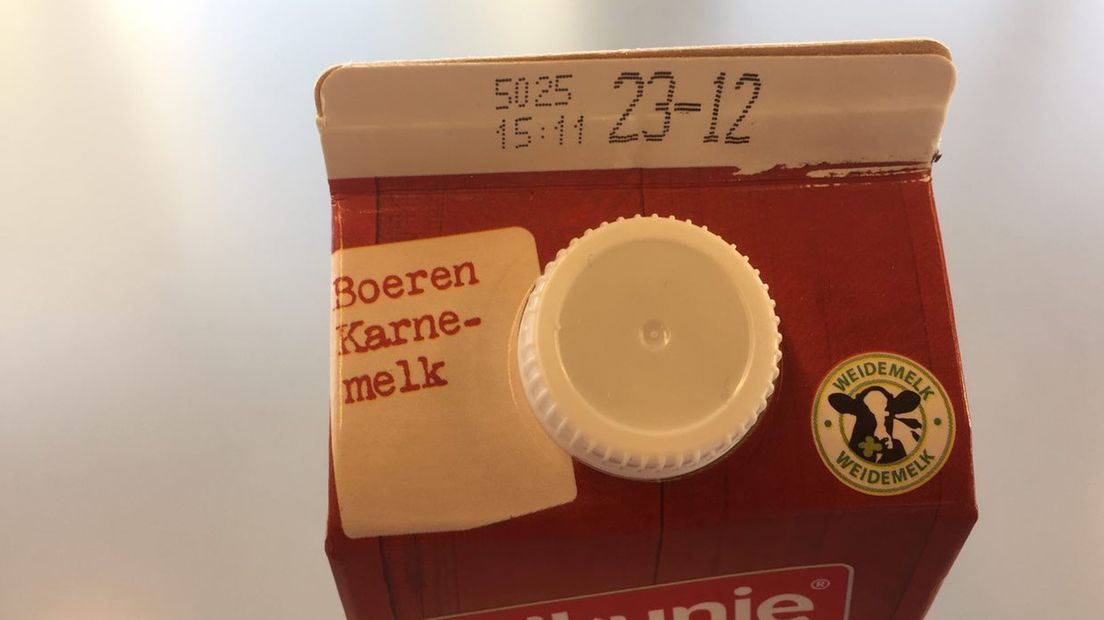 5025
15:11 23-12
Boeren
Karne-
melk
WEIDEMELK
WEIDEMELK
®